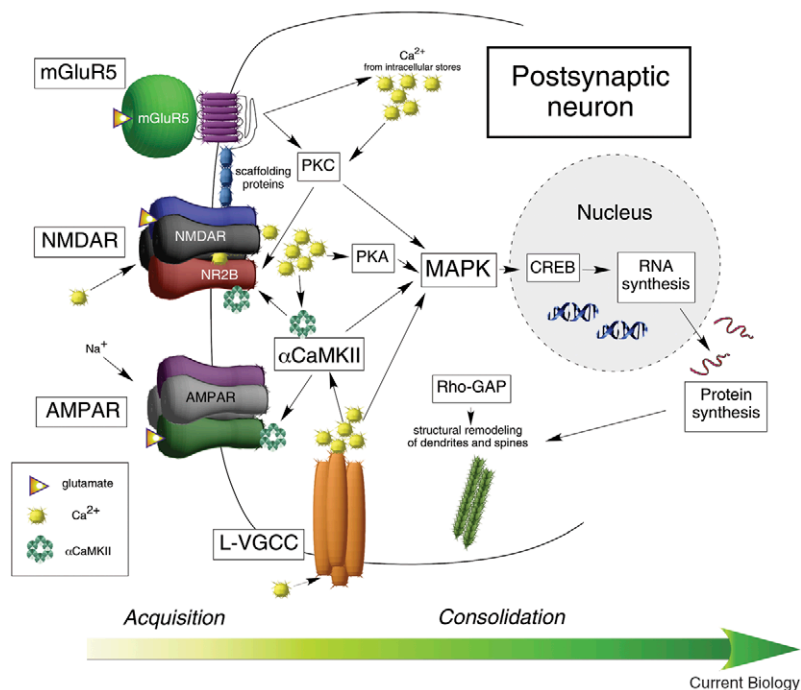 mGluR5
mGluR5
Ca2+
from intracellular stores
Postsynaptic
neuron
scaffolding
proteins
PKC
Nucleus
NMDAR
NMDAR
NR2B
PKA
MAPK
CREB
RNA
synthesis
Na+
αCaMKII
AMPAR
AMPAR
Rho-GAP
structural remodeling
of dendrites and spines
Protein
synthesis
glutamate
Ca2+
αCaMKII
L-VGCC
Acquisition
Consolidation
Current Biology